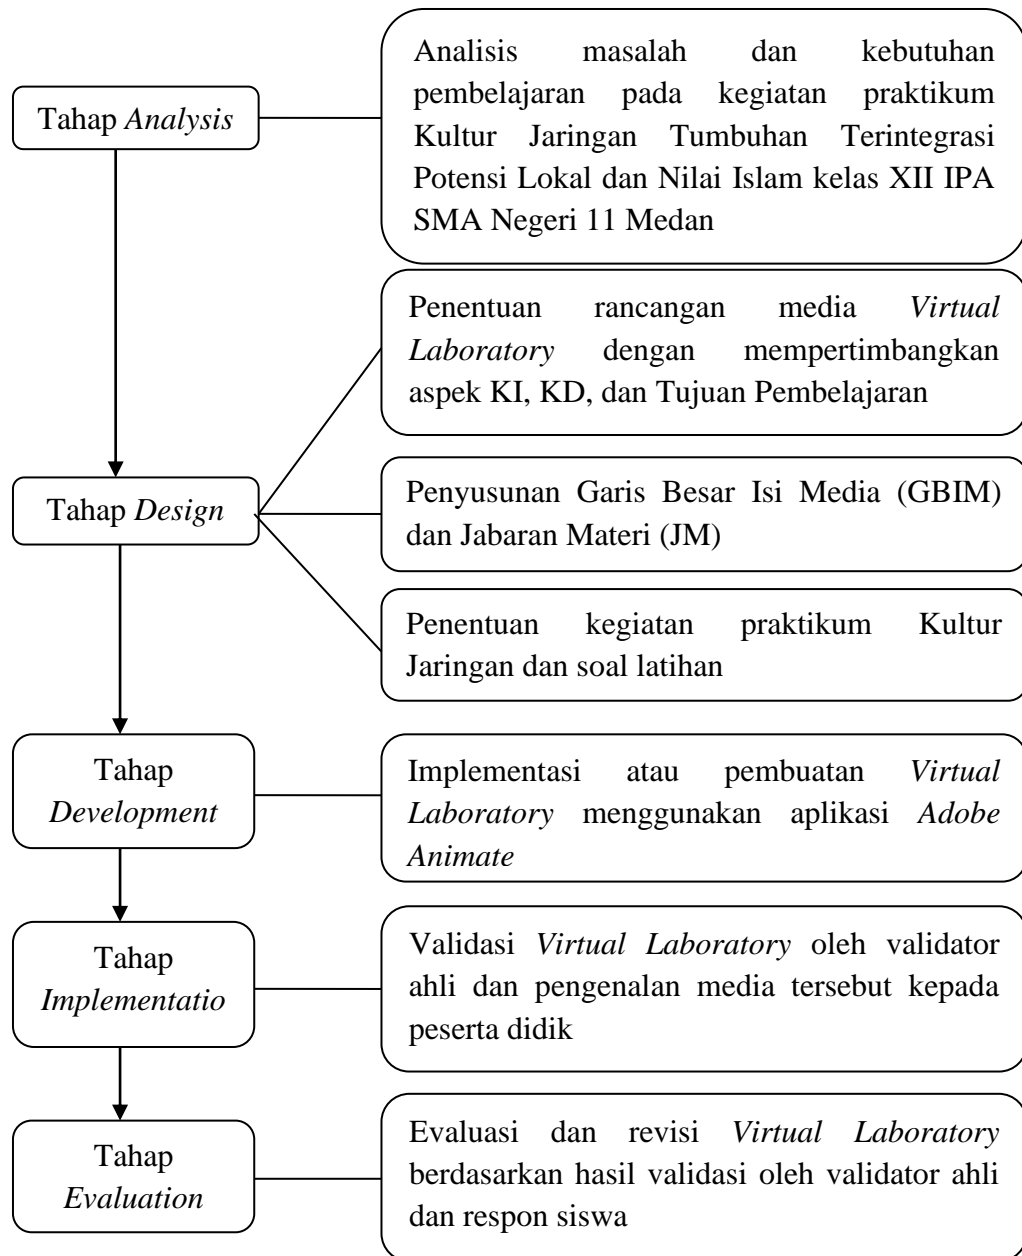 Tahap Analysis
Analisis masalah dan kebutuhan
pembelajaran pada kegiatan praktikum
Kultur Jaringan Tumbuhan Terintegrasi
Potensi Lokal dan Nilai Islam kelas XII IPA
SMA Negeri 11 Medan
Tahap Design
Penentuan rancangan media Virtual
Laboratory dengan mempertimbangkan
aspek KI, KD, dan Tujuan Pembelajaran
Penyusunan Garis Besar Isi Media (GBIM)
dan Jabaran Materi (JM)
Penentuan kegiatan praktikum Kultur
Jaringan dan soal latihan
Tahap
Development
Implementasi atau pembuatan Virtual
Laboratory menggunakan aplikasi Adobe
Animate
Tahap
Implementatio
Validasi Virtual Laboratory oleh validator
ahli dan pengenalan media tersebut kepada
peserta didik
Tahap
Evaluation
Evaluasi dan revisi Virtual Laboratory
berdasarkan hasil validasi oleh validator ahli
dan respon siswa